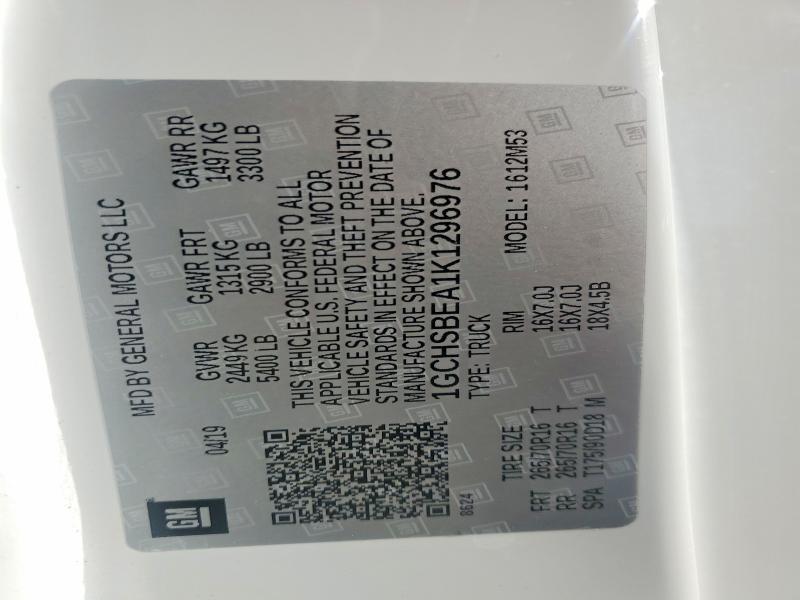 GM
MFD BY GENERAL MOTORS LLC
04/19 GVWR GAWR FRT GAWR RR
2449 KG 1315 KG 1497 KG
5400 LB 2900 LB 3300 LB
THIS VEHICLE CONFORMS TO ALL
APPLICABLE U.S. FEDERAL MOTOR
VEHICLE SAFETY AND THEFT PREVENTION
STANDARDS IN EFFECT ON THE DATE OF
MANUFACTURE SHOWN ABOVE.
1GCHSBEA1K1296976
8624 TYPE: TRUCK
TIRE SIZE RIM MODEL: 1612M53
FRT 265/70R16 T 16X7.0J
RR 265/70R16 T 16X7.0J
SPA T175/90D18 M 18X4.5B